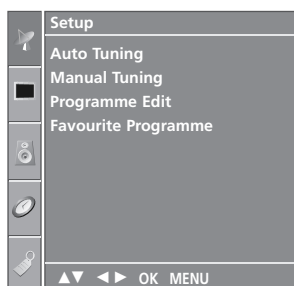 Setup
Auto Tuning
Manual Tuning
Programme Edit
Favourite Programme
▲▼ ◄► OK MENU